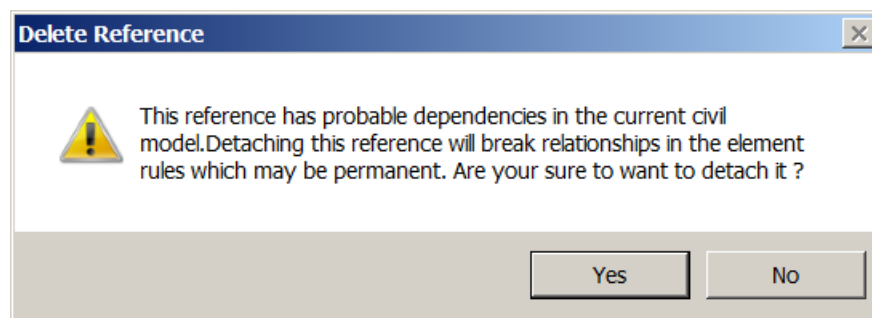 Delete Reference
This reference has probable dependencies in the current civil
model.Detaching this reference will break relationships in the element
rules which may be permanent. Are your sure to want to detach it ?
Yes
No